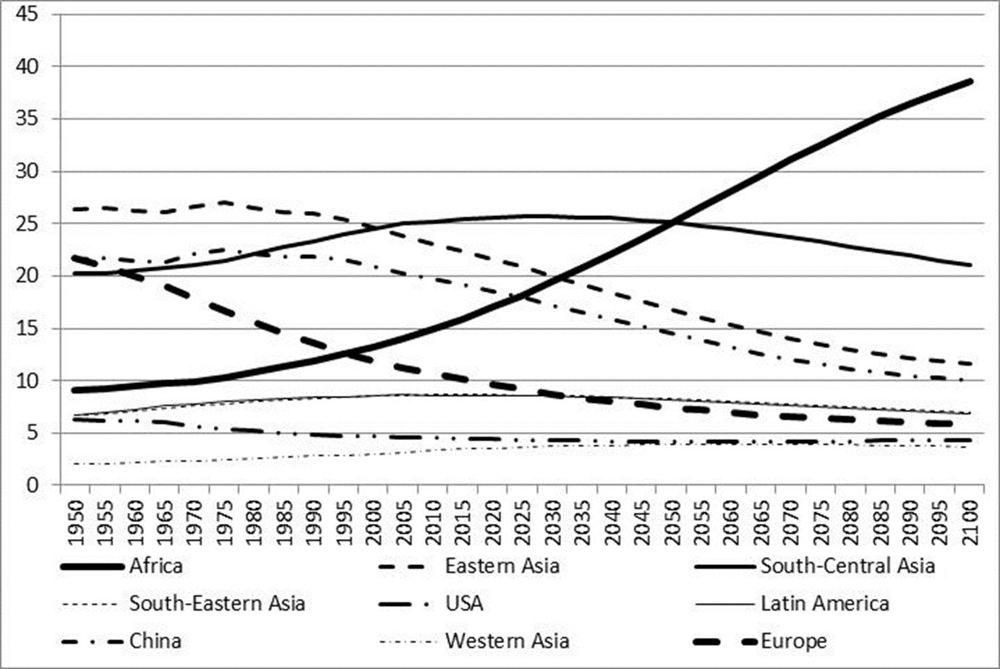 45
40
35
30
25
20
15
10
5
0
1950 1955 1960 1965 1970 1975 1980 1985 1990 1995 2000 2005 2010 2015 2020 2025 2030 2035 2040 2045 2050 2055 2060 2065 2070 2075 2080 2085 2090 2095 2100
Africa Eastern Asia South-Central Asia
South-Eastern Asia USA Latin America
China Western Asia Europe